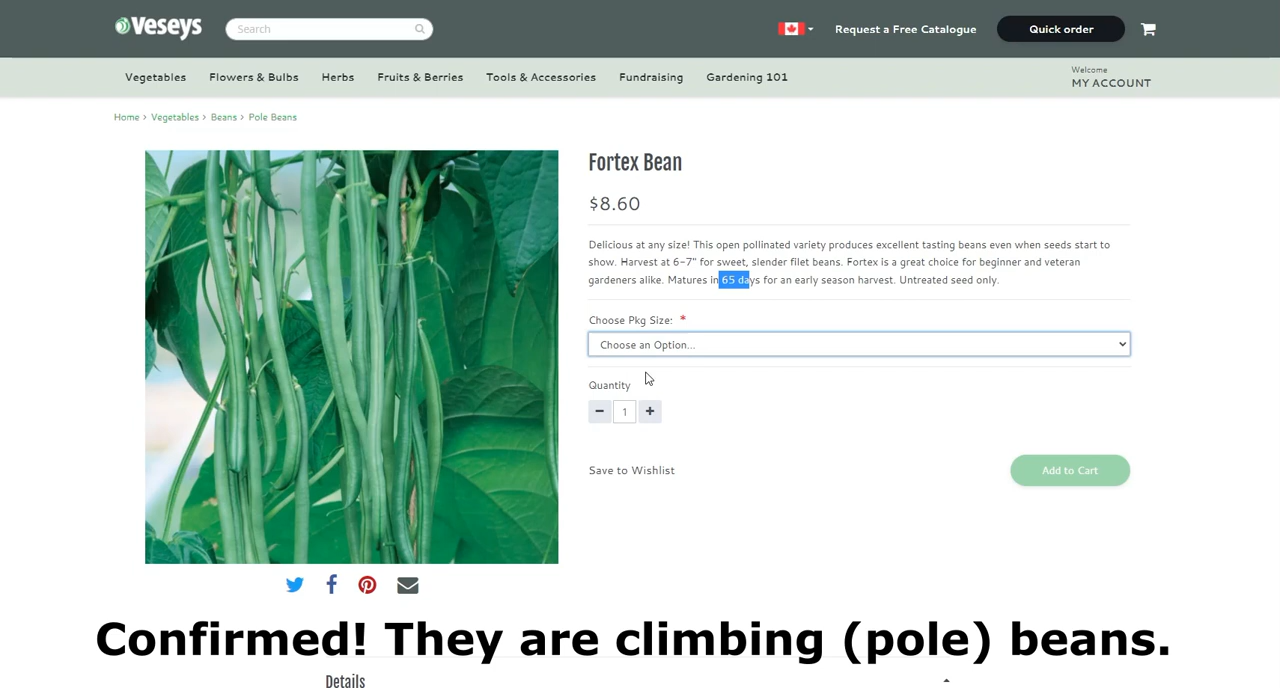 Veseys
Search
Request a Free Catalogue
Quick order
Vegetables
Flowers & Bulbs
Herbs
Fruits & Berries
Tools & Accessories
Fundraising
Gardening 101
Welcome
MY ACCOUNT
Home > Vegetables > Beans > Pole Beans
Fortex Bean
$8.60
Delicious at any size! This open pollinated variety produces excellent tasting beans even when seeds start to
show. Harvest at 6-7" for sweet, slender filet beans. Fortex is a great choice for beginner and veteran
gardeners alike. Matures in 65 days for an early season harvest. Untreated seed only.
Choose Pkg Size: *
Choose an Option...
Quantity
− 1 +
Save to Wishlist
Add to Cart
Confirmed! They are climbing (pole) beans.
Details